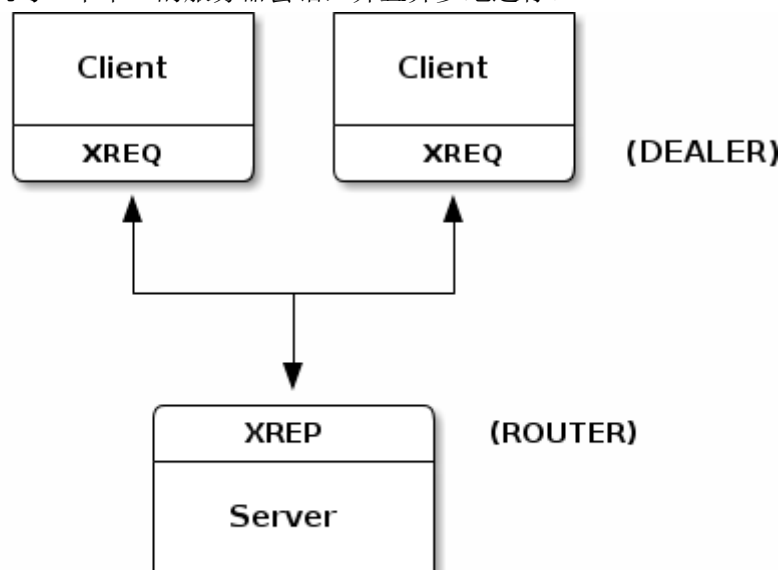 Client
Client
XREQ
XREQ
(DEALER)
XREP
(ROUTER)
Server